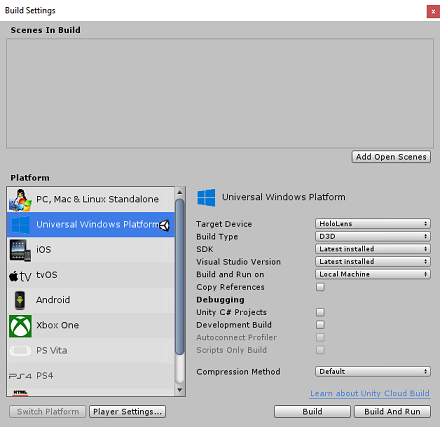 Build Settings
x
Scenes In Build
Add Open Scenes
Platform
PC, Mac & Linux Standalone
Universal Windows Platform
iOS
tv tvOS
Android
Xbox One
PS Vita
PS4 PS4
HTML
Universal Windows Platform
Target Device HoloLens
Build Type D3D
SDK Latest installed
Visual Studio Version Latest installed
Build and Run on Local Machine
Copy References
Debugging
Unity C# Projects
Development Build
Autoconnect Profiler
Scripts Only Build
Compression Method Default
Learn about Unity Cloud Build
Switch Platform Player Settings... Build Build And Run